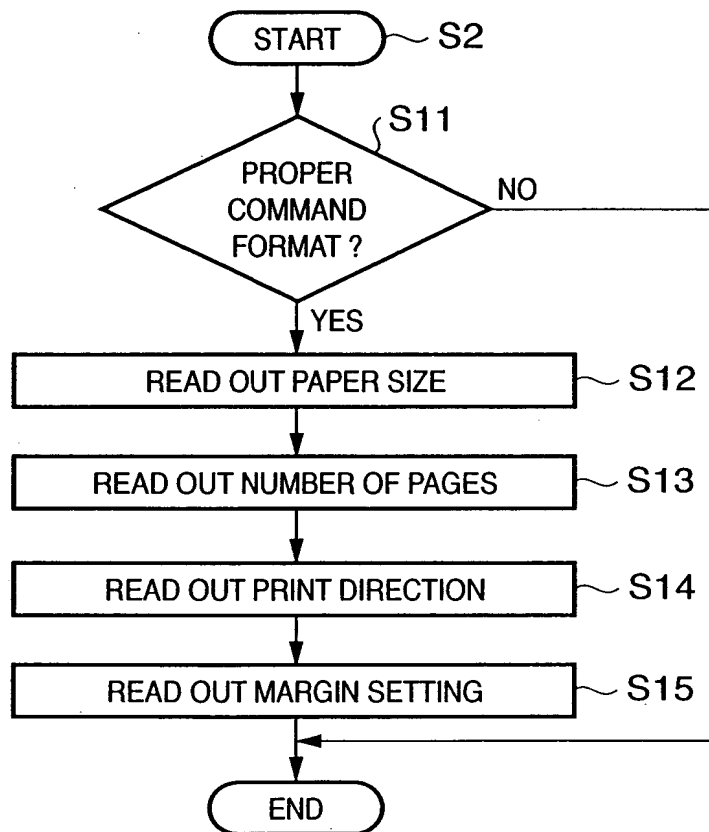 START S2
S11
PROPER
COMMAND
FORMAT ?
NO
YES
READ OUT PAPER SIZE S12
READ OUT NUMBER OF PAGES S13
READ OUT PRINT DIRECTION S14
READ OUT MARGIN SETTING S15
END